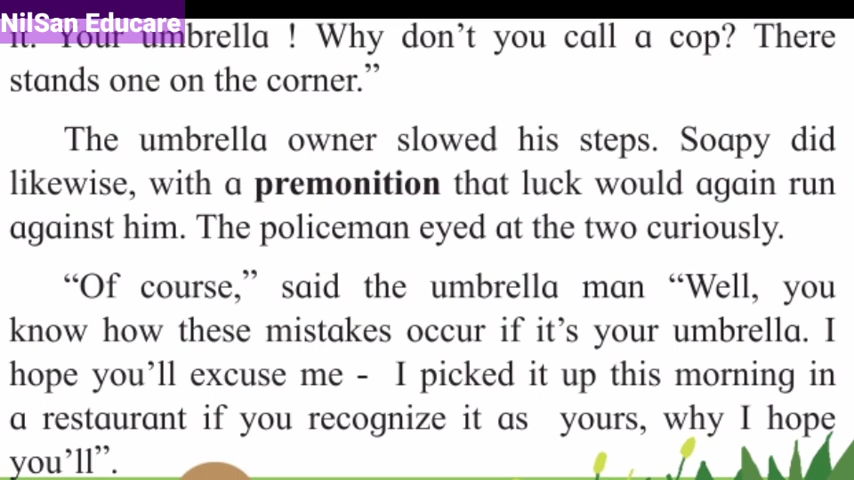 NilSan Educare
it. Your umbrella ! Why don't you call a cop? There
stands one on the corner.”
The umbrella owner slowed his steps. Soapy did
likewise, with a premonition that luck would again run
against him. The policeman eyed at the two curiously.
“Of course,” said the umbrella man “Well, you
know how these mistakes occur if it's your umbrella. I
hope you'll excuse me - I picked it up this morning in
a restaurant if you recognize it as yours, why I hope
you'll”.